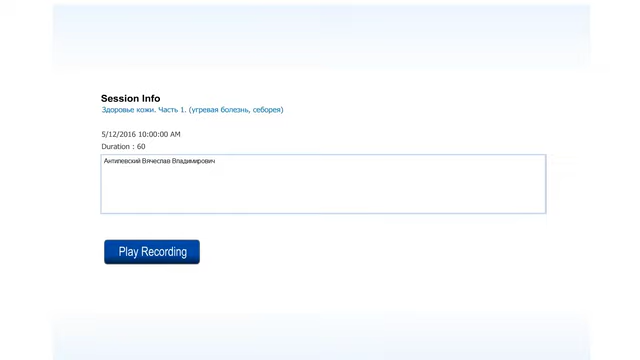 Session Info
Здоровье кожи. Часть 1. (угревая болезнь, себорея)
5/12/2016 10:00:00 AM
Duration : 60
Антилевский Вячеслав Владимирович
Play Recording